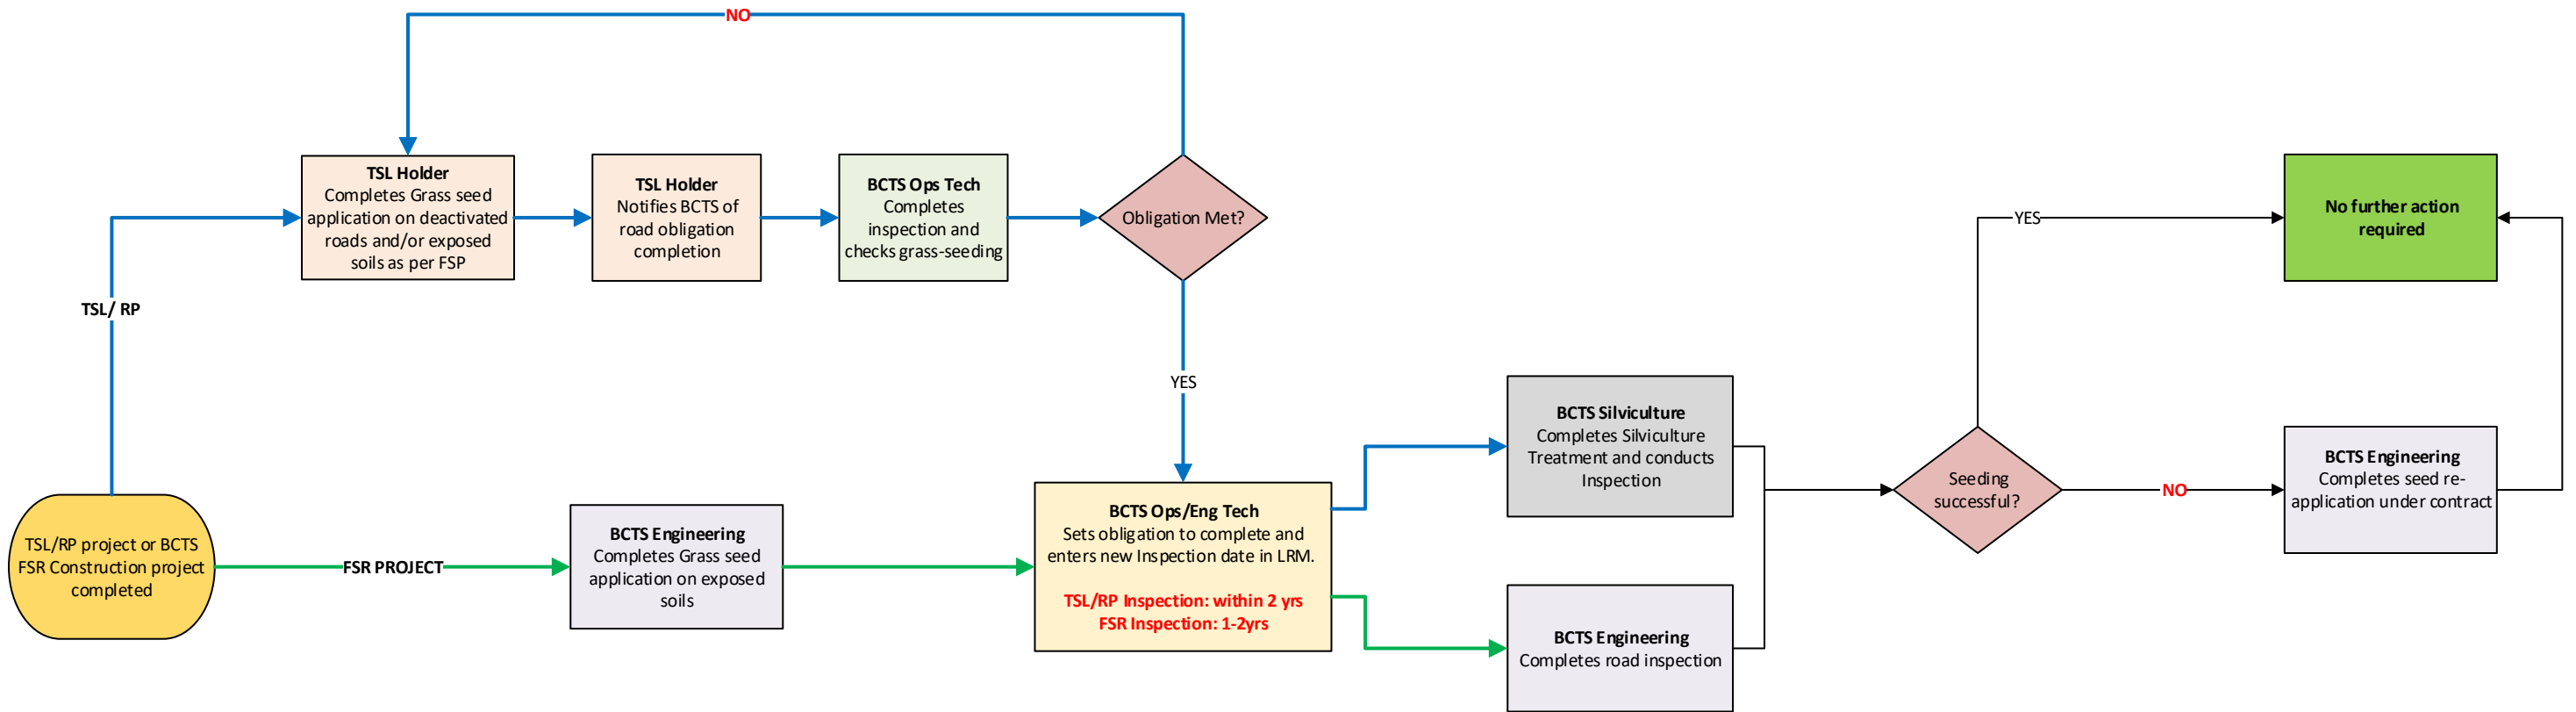 NO
TSL Holder
Completes Grass seed
application on deactivated
roads and/or exposed
soils as per FSP
TSL Holder
Notifies BCTS of
road obligation
completion
BCTS Ops Tech
Completes
inspection and
checks grass-seeding
Obligation Met?
YES
No further action
required
TSL/ RP
YES
BCTS Silviculture
Completes Silviculture
Treatment and conducts
Inspection
TSL/RP project or BCTS
FSR Construction project
completed
FSR PROJECT
BCTS Engineering
Completes Grass seed
application on exposed
soils
BCTS Ops/Eng Tech
Sets obligation to complete and
enters new Inspection date in LRM.
TSL/RP Inspection: within 2 yrs
FSR Inspection: 1-2yrs
Seeding
successful?
NO
BCTS Engineering
Completes seed re-
application under contract
BCTS Engineering
Completes road inspection